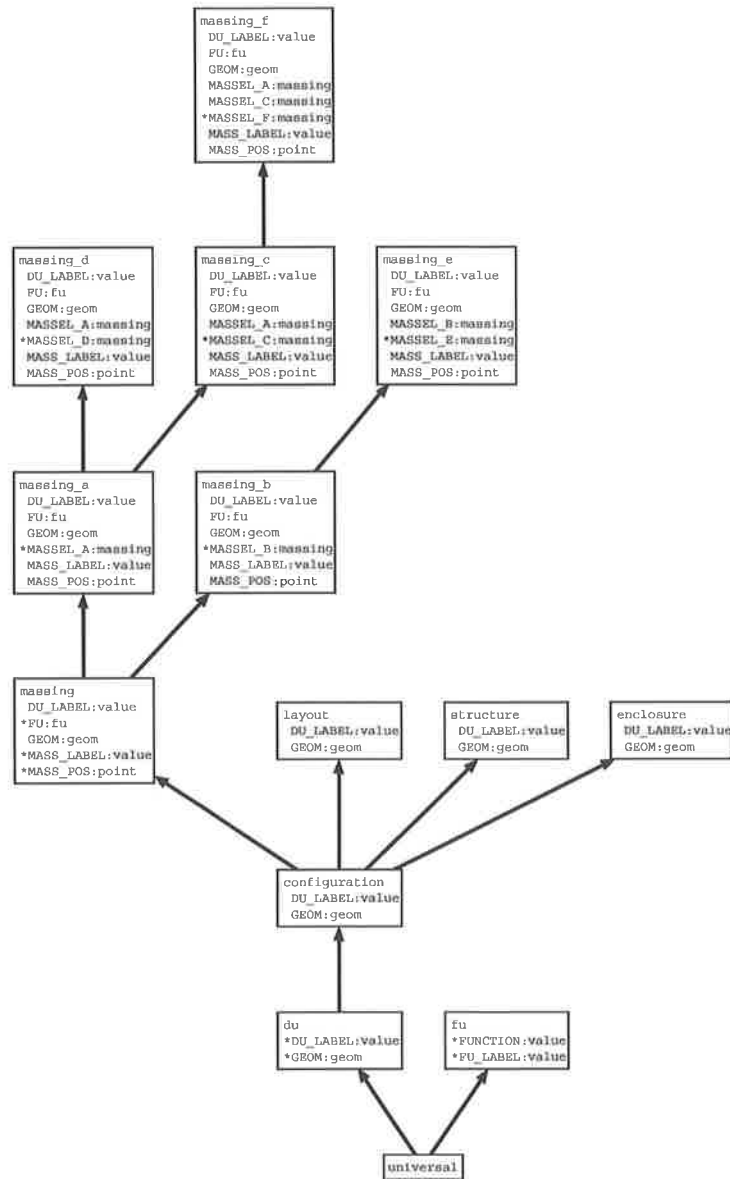 massing_f
DU_LABEL:value
FU:fu
GEOM:geom
MASSEL_A:massing
MASSEL_C:massing
*MASSEL_F:massing
MASS_LABEL:value
MASS_POS:point
massing_d
DU_LABEL:value
FU:fu
GEOM:geom
MASSEL_A:massing
*MASSEL_D:massing
MASS_LABEL:value
MASS_POS:point
massing_c
DU_LABEL:value
FU:fu
GEOM:geom
MASSEL_A:massing
*MASSEL_C:massing
MASS_LABEL:value
MASS_POS:point
massing_e
DU_LABEL:value
FU:fu
GEOM:geom
MASSEL_B:massing
*MASSEL_E:massing
MASS_LABEL:value
MASS_POS:point
massing_a
DU_LABEL:value
FU:fu
GEOM:geom
*MASSEL_A:massing
MASS_LABEL:value
MASS_POS:point
massing_b
DU_LABEL:value
FU:fu
GEOM:geom
*MASSEL_B:massing
MASS_LABEL:value
MASS_POS:point
massing
DU_LABEL:value
*FU:fu
GEOM:geom
*MASS_LABEL:value
*MASS_POS:point
layout
DU_LABEL:value
GEOM:geom
structure
DU_LABEL:value
GEOM:geom
enclosure
DU_LABEL:value
GEOM:geom
configuration
DU_LABEL:value
GEOM:geom
du
*DU_LABEL:value
*GEOM:geom
fu
*FUNCTION:value
*FU_LABEL:value
universal